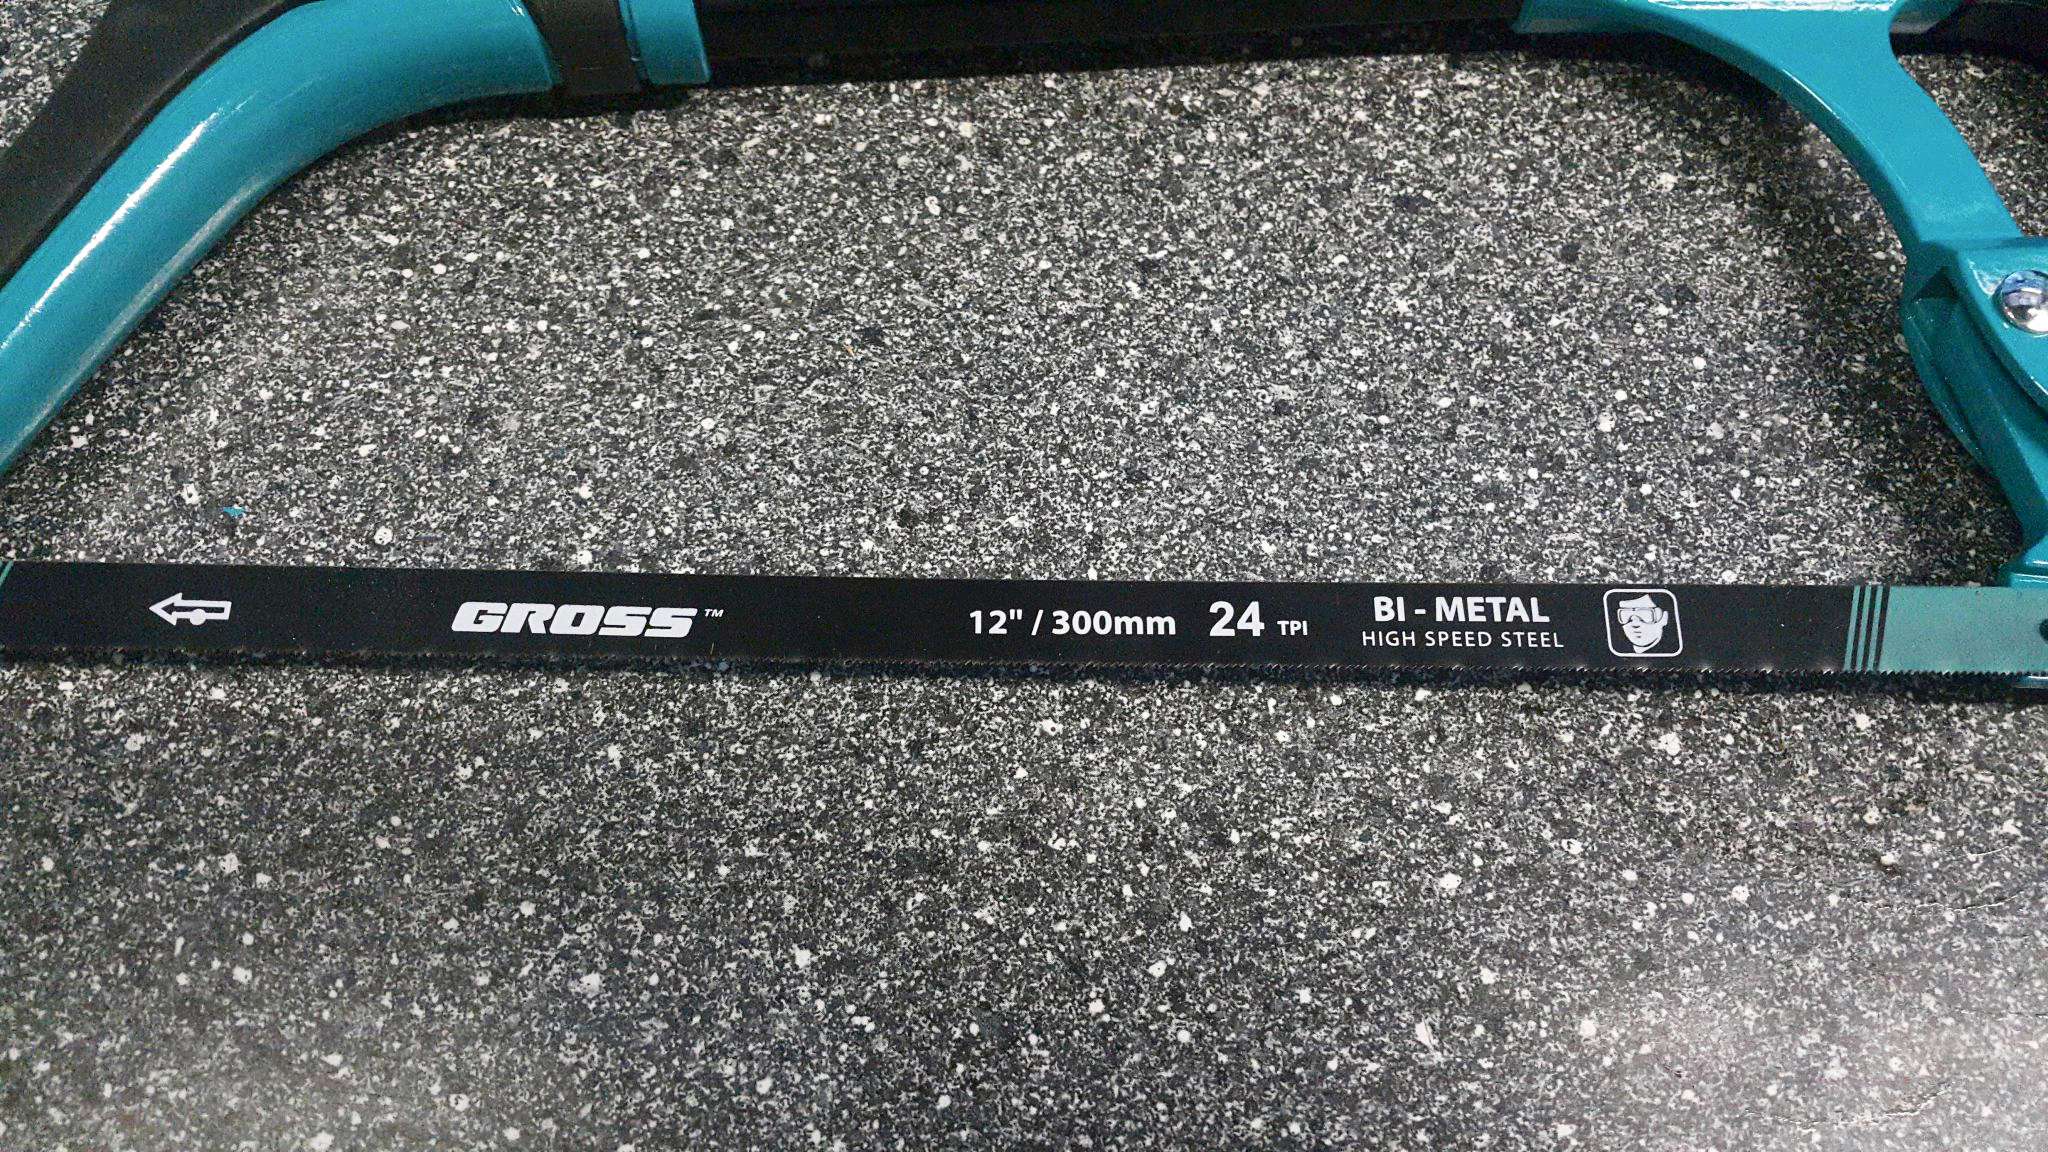 GROSS™
12" / 300mm 24 TPI
BI - METAL
HIGH SPEED STEEL